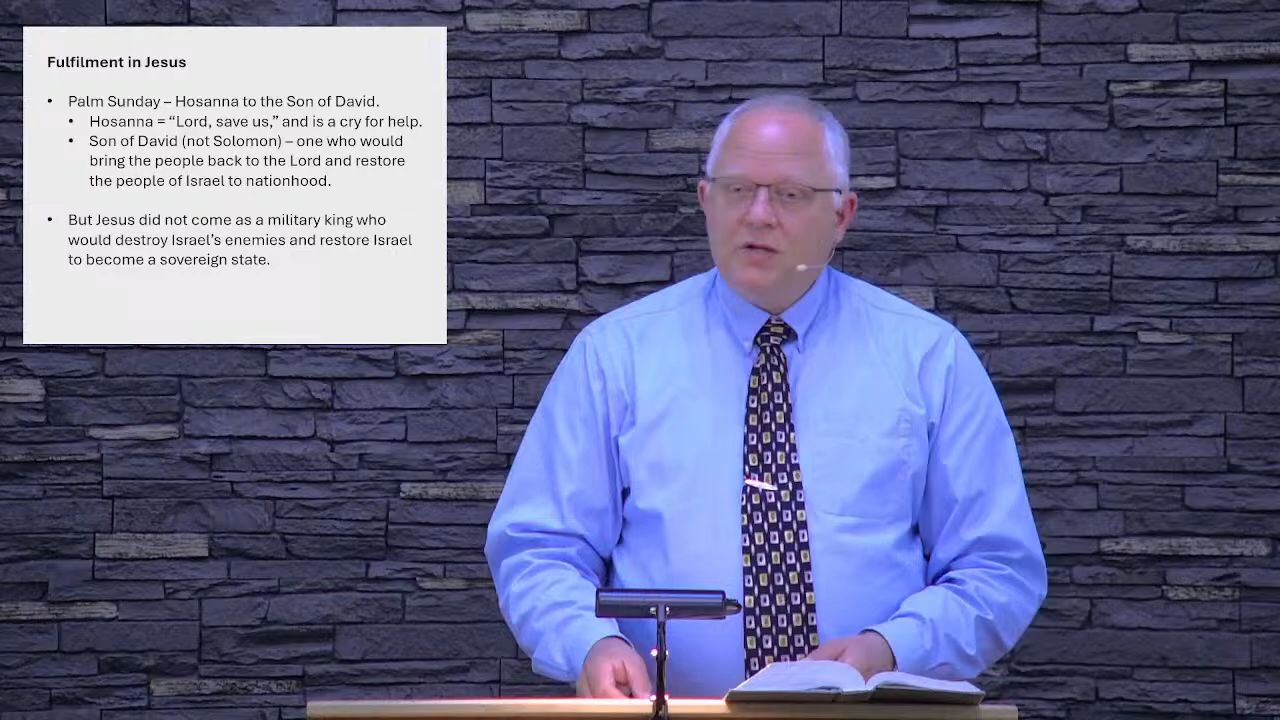 Fulfilment in Jesus
• Palm Sunday – Hosanna to the Son of David.
• Hosanna = “Lord, save us,” and is a cry for help.
• Son of David (not Solomon) – one who would
bring the people back to the Lord and restore
the people of Israel to nationhood.
• But Jesus did not come as a military king who
would destroy Israel’s enemies and restore Israel
to become a sovereign state.